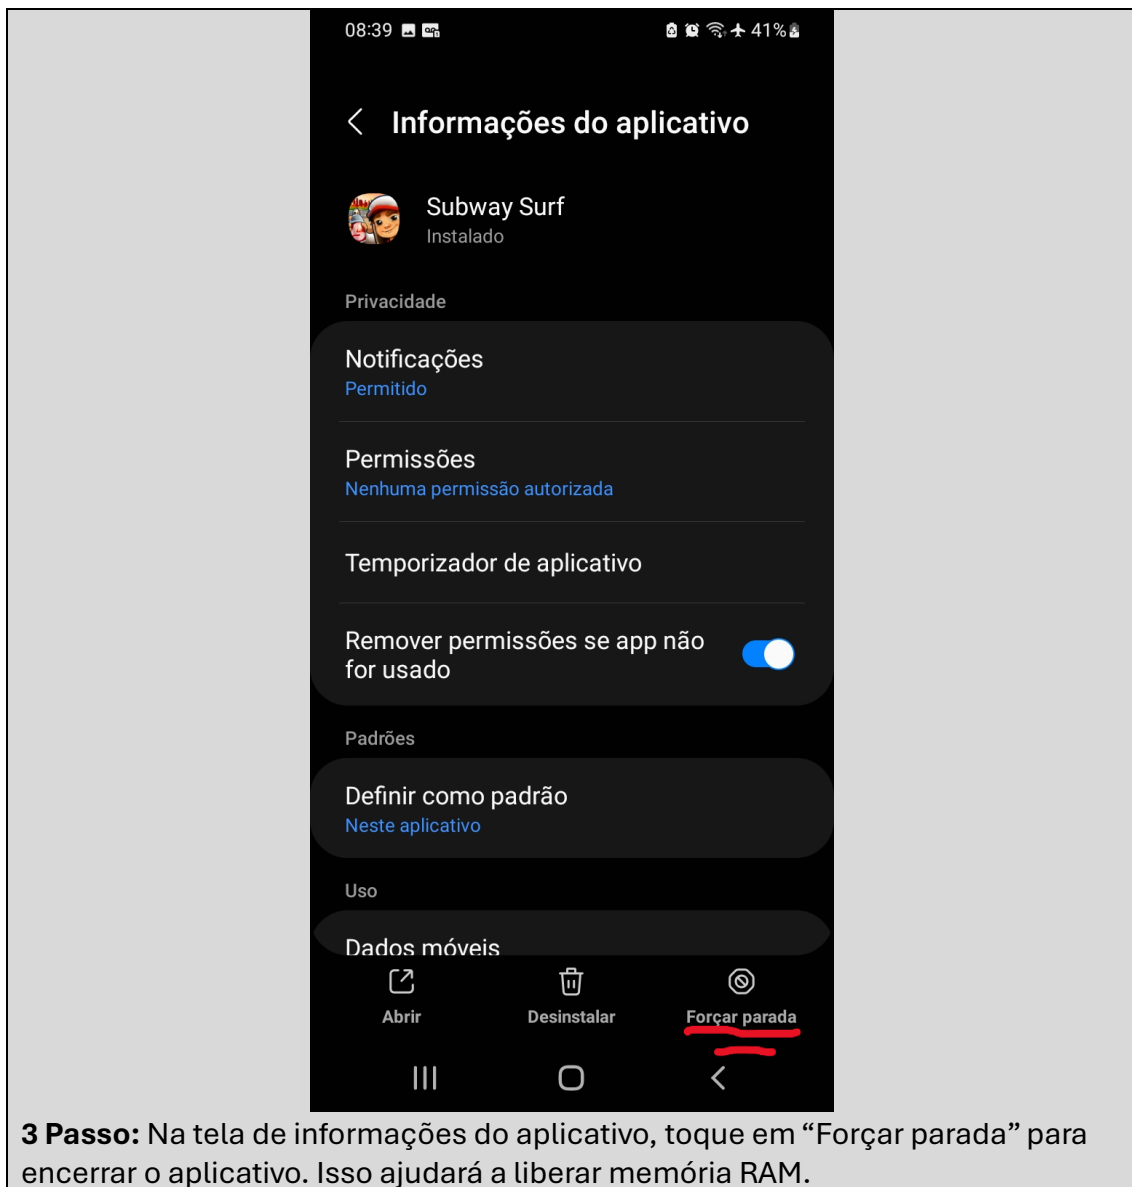 08:39
41%
Informações do aplicativo
Subway Surf
Instalado
Privacidade
Notificações
Permitido
Permissões
Nenhuma permissão autorizada
Temporizador de aplicativo
Remover permissões se app não
for usado
Padrões
Definir como padrão
Neste aplicativo
Uso
Dados móveis
Abrir
Desinstalar
Forçar parada
3 Passo: Na tela de informações do aplicativo, toque em “Forçar parada” para
encerrar o aplicativo. Isso ajudará a liberar memória RAM.